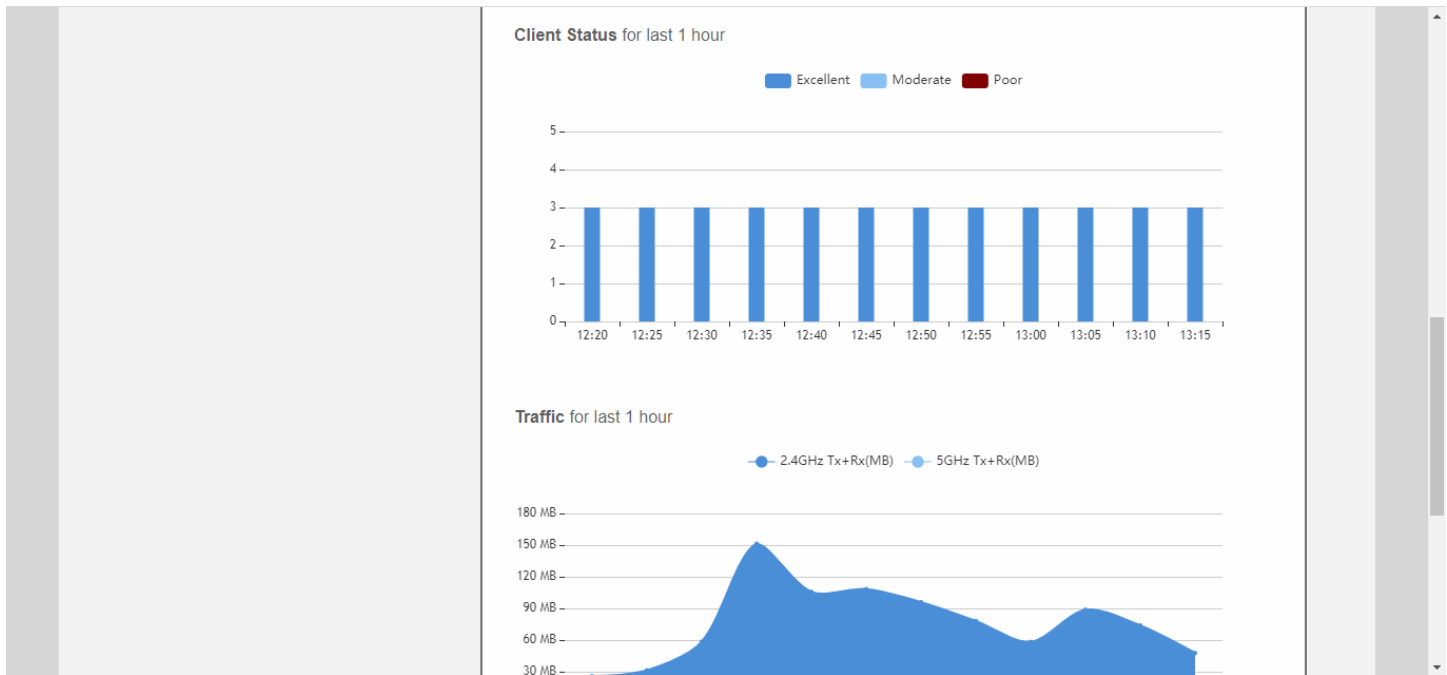 Client Status for last 1 hour
Excellent Moderate Poor
5
4
3
2
1
0
12:20 12:25 12:30 12:35 12:40 12:45 12:50 12:55 13:00 13:05 13:10 13:15
Traffic for last 1 hour
2.4GHz Tx+Rx(MB) 5GHz Tx+Rx(MB)
180 MB
150 MB
120 MB
90 MB
60 MB
30 MB